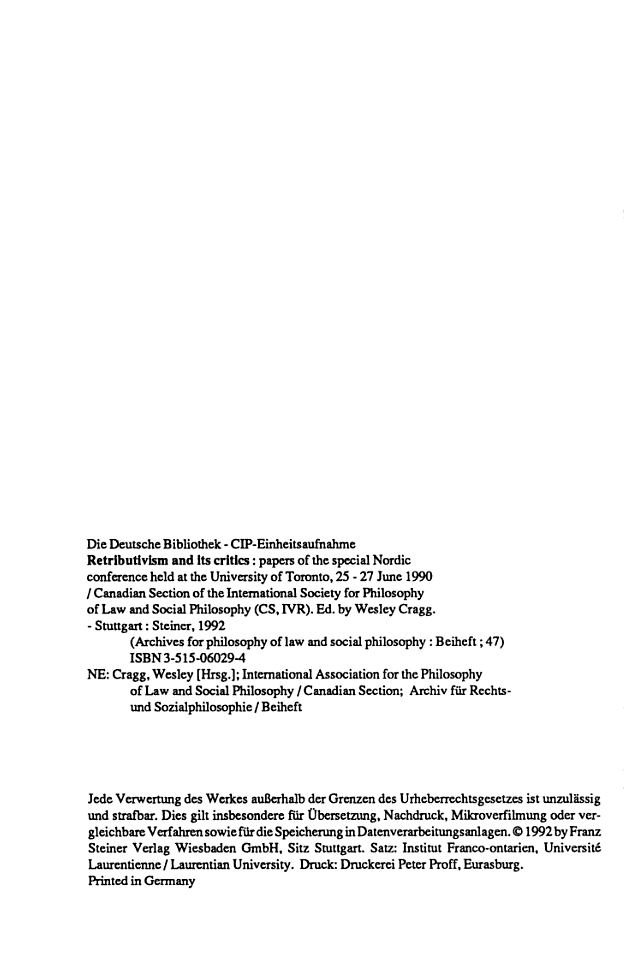 Die Deutsche Bibliothek - CIP-Einheitsaufnahme
Retributivism and its critics : papers of the special Nordic
conference held at the University of Toronto, 25 - 27 June 1990
/ Canadian Section of the International Society for Philosophy
of Law and Social Philosophy (CS, IVR). Ed. by Wesley Cragg.
- Stuttgart : Steiner, 1992
(Archives for philosophy of law and social philosophy : Beiheft ; 47)
ISBN 3-515-06029-4
NE: Cragg, Wesley [Hrsg.]; International Association for the Philosophy
of Law and Social Philosophy / Canadian Section; Archiv für Rechts-
und Sozialphilosophie / Beiheft
Jede Verwertung des Werkes außerhalb der Grenzen des Urheberrechtsgesetzes ist unzulässig
und strafbar. Dies gilt insbesondere für Übersetzung, Nachdruck, Mikroverfilmung oder ver-
gleichbare Verfahren sowie für die Speicherung in Datenverarbeitungsanlagen. © 1992 by Franz
Steiner Verlag Wiesbaden GmbH, Sitz Stuttgart. Satz: Institut Franco-ontarien, Université
Laurentienne / Laurentian University. Druck: Druckerei Peter Proff, Eurasburg.
Printed in Germany